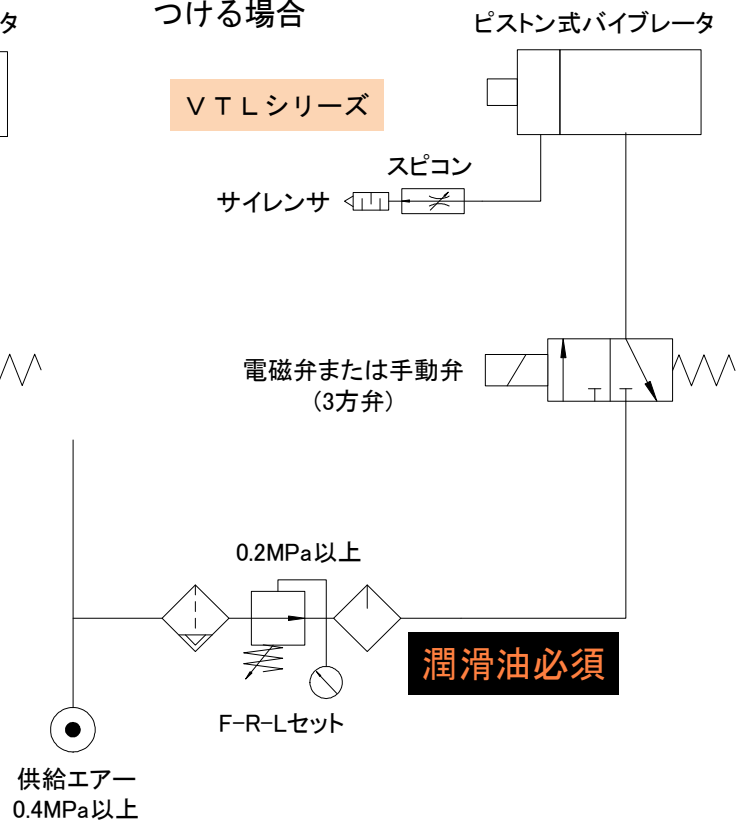 タ
つける場合
ピストン式バイブレータ
ＶＴＬシリーズ
スピコン
サイレンサ
電磁弁または手動弁
（3方弁）
0.2MPa以上
潤滑油必須
F-R-Lセット
供給エアー
0.4MPa以上